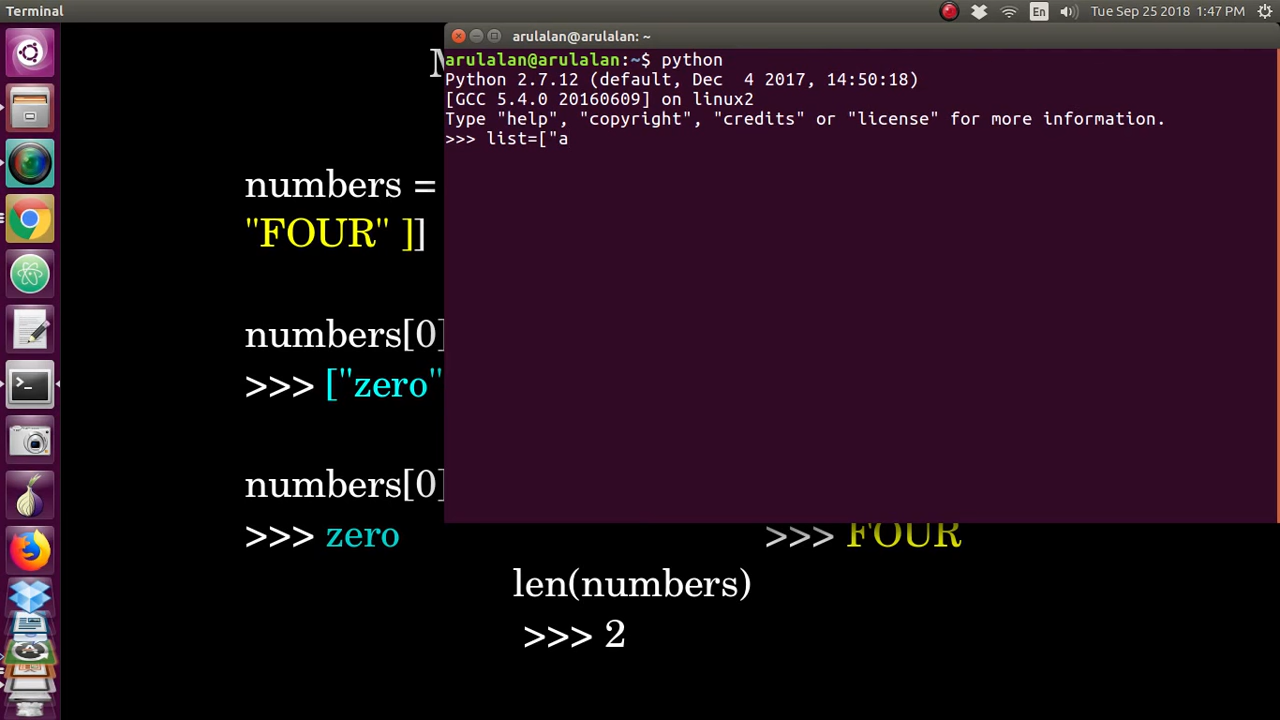 Terminal
En
Tue Sep 25 2018 1:47 PM
arulalan@arulalan: ~
arulalan@arulalan:~$ python
Python 2.7.12 (default, Dec  4 2017, 14:50:18)
[GCC 5.4.0 20160609] on linux2
Type "help", "copyright", "credits" or "license" for more information.
>>> list=["a
numbers =
"FOUR" ]]
numbers[0]
>>> ["zero"
numbers[0]
>>> zero
>>> FOUR
len(numbers)
>>> 2